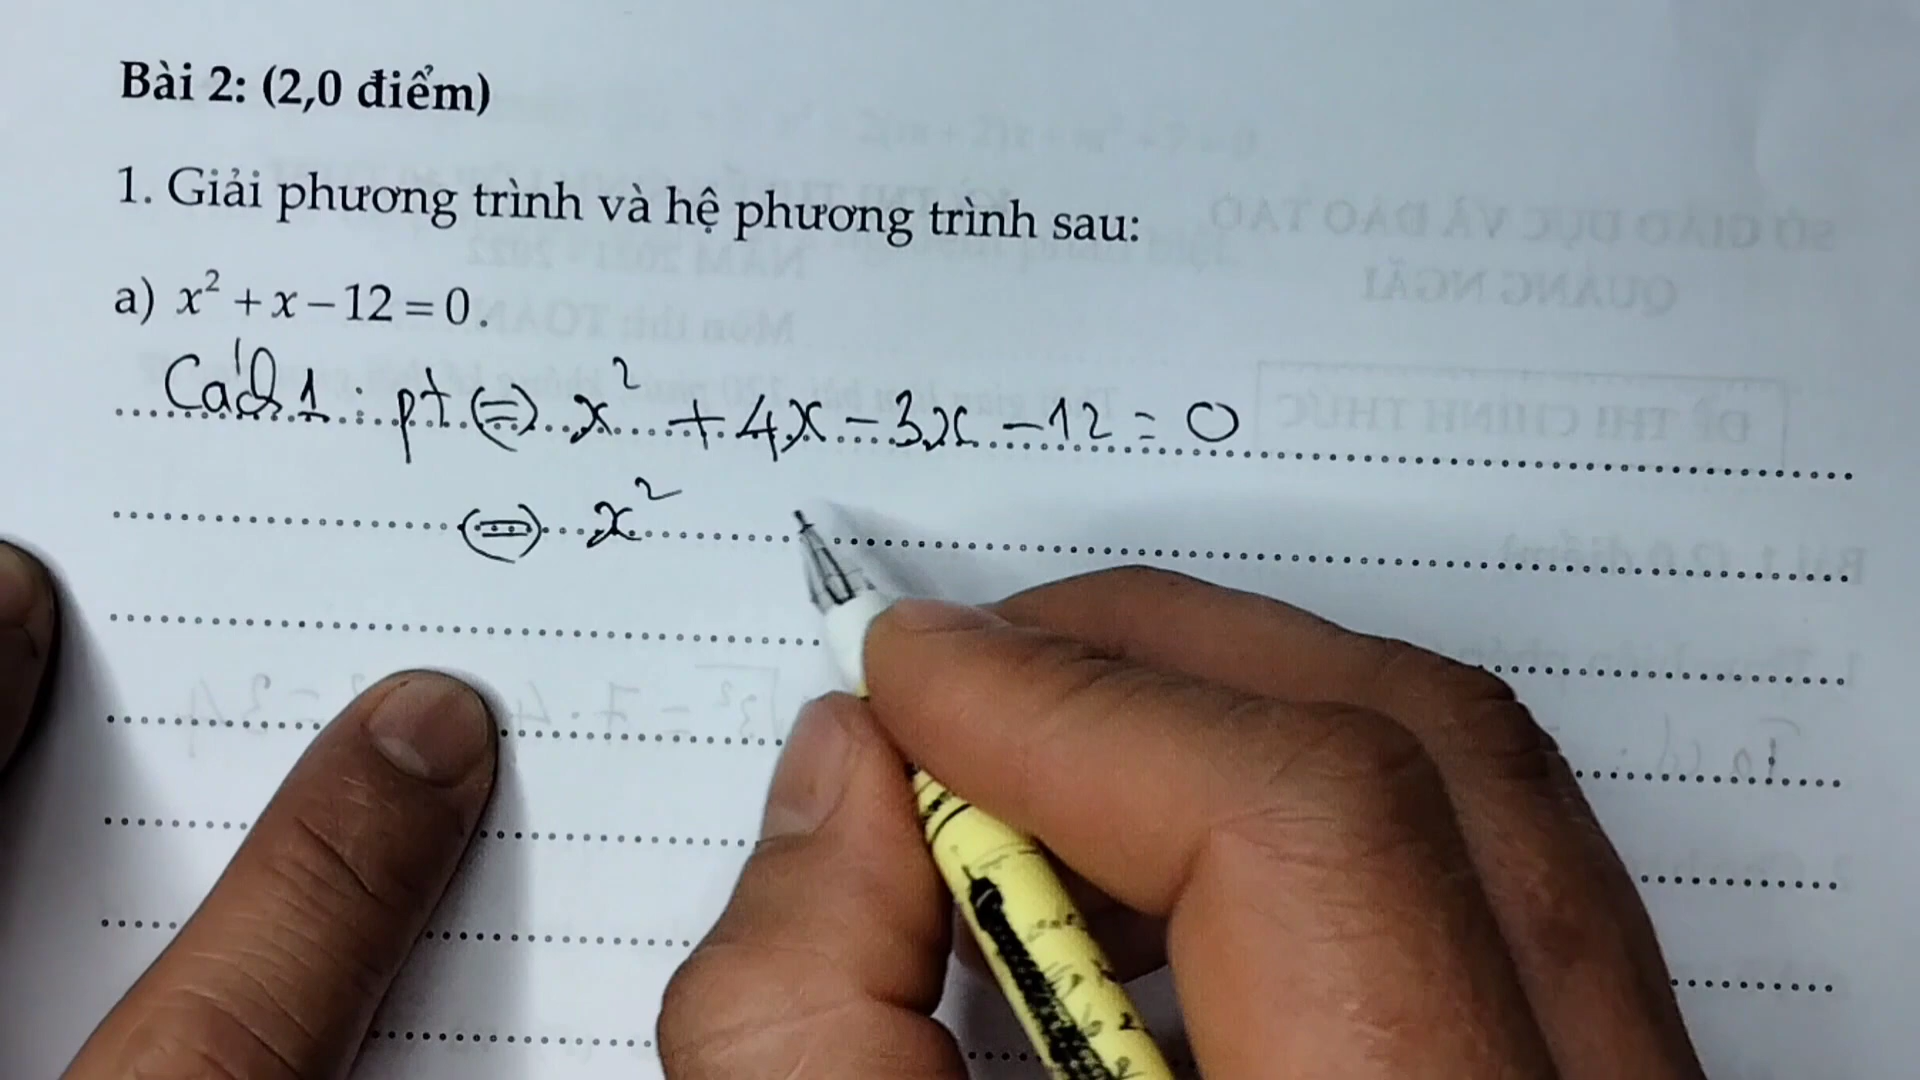 Bài 2: (2,0 điểm)
1. Giải phương trình và hệ phương trình sau:
a) x² + x − 12 = 0.
Cách 1 : pt ⇔ x² + 4x − 3x − 12 = 0
⇔ x²